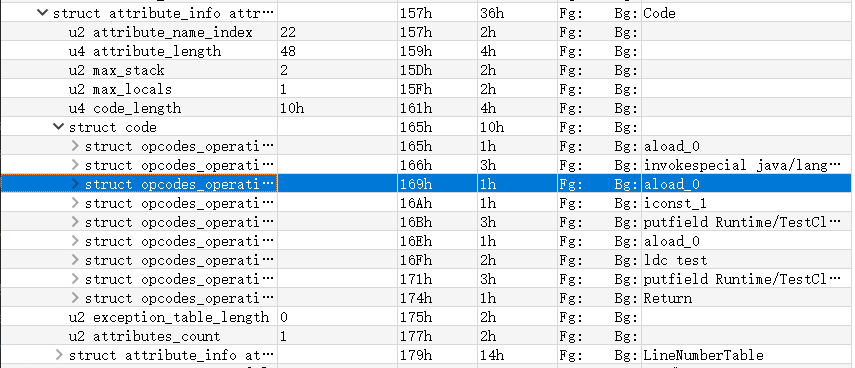 struct attribute_info attr⋯ 157h 36h Fg: Bg: Code
u2 attribute_name_index 22 157h 2h Fg: Bg:
u4 attribute_length 48 159h 4h Fg: Bg:
u2 max_stack 2 15Dh 2h Fg: Bg:
u2 max_locals 1 15Fh 2h Fg: Bg:
u4 code_length 10h 161h 4h Fg: Bg:
struct code 165h 10h Fg: Bg:
struct opcodes_operati⋯ 165h 1h Fg: Bg: aload_0
struct opcodes_operati⋯ 166h 3h Fg: Bg: invokespecial java/lang⋯
struct opcodes_operati⋯ 169h 1h Fg: Bg: aload_0
struct opcodes_operati⋯ 16Ah 1h Fg: Bg: iconst_1
struct opcodes_operati⋯ 16Bh 3h Fg: Bg: putfield Runtime/TestCl⋯
struct opcodes_operati⋯ 16Eh 1h Fg: Bg: aload_0
struct opcodes_operati⋯ 16Fh 2h Fg: Bg: ldc test
struct opcodes_operati⋯ 171h 3h Fg: Bg: putfield Runtime/TestCl⋯
struct opcodes_operati⋯ 174h 1h Fg: Bg: Return
u2 exception_table_length 0 175h 2h Fg: Bg:
u2 attributes_count 1 177h 2h Fg: Bg:
struct attribute_info at⋯ 179h 14h Fg: Bg: LineNumberTable